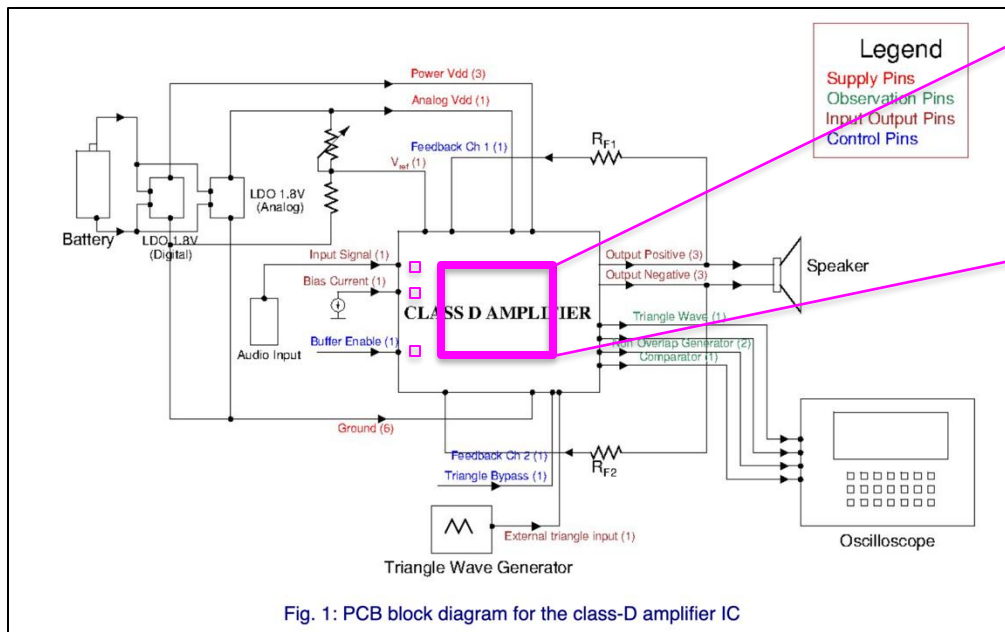 Legend
Supply Pins
Observation Pins
Input Output Pins
Control Pins
Power Vdd (3)
Analog Vdd (1)
Feedback Ch 1 (1)
RF1
Vref (1)
LDO 1.8V
(Analog)
Battery
LDO 1.8V
(Digital)
Input Signal (1)
Output Positive (3)
Speaker
Bias Current (1)
Output Negative (3)
CLASS D AMPLIFIER
Triangle Wave (1)
Buffer Enable (1)
Audio Input
Non Overlap Generator (2)
Comparator (1)
Ground (6)
Feedback Ch 2 (1)
RF2
Triangle Bypass (1)
External triangle input (1)
Oscilloscope
Triangle Wave Generator
Fig. 1: PCB block diagram for the class-D amplifier IC